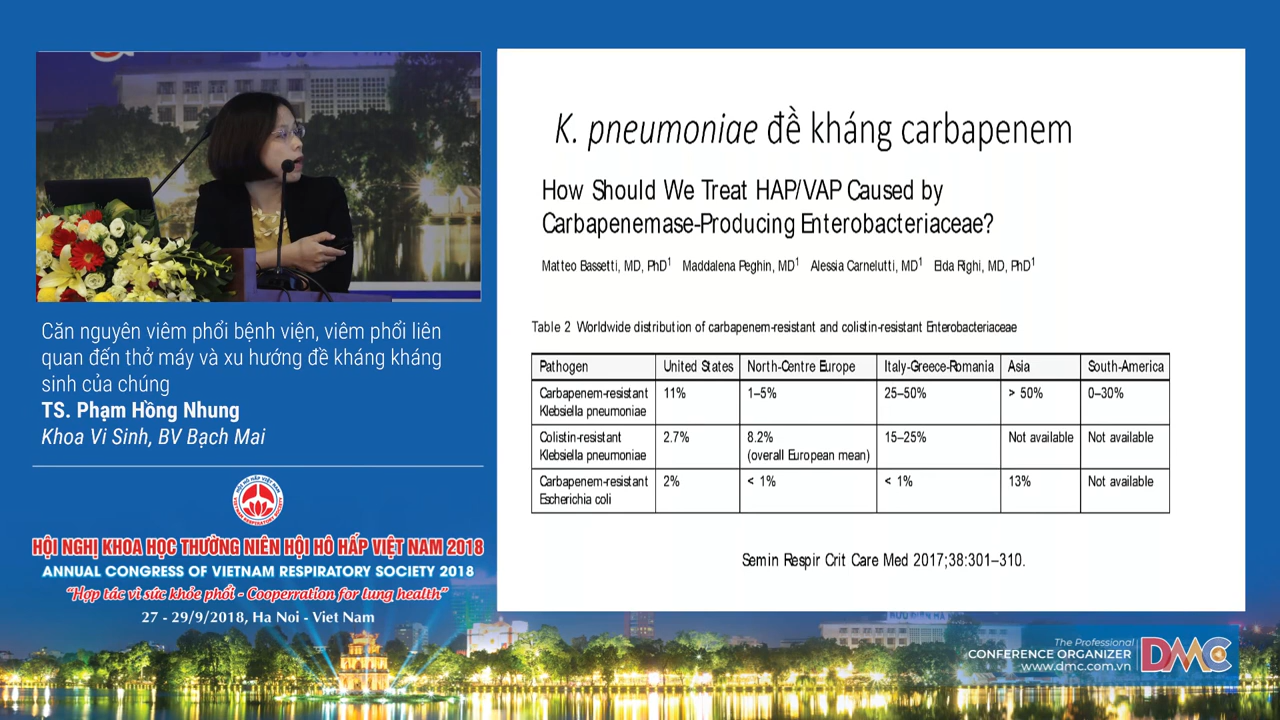 Căn nguyên viêm phổi bệnh viện, viêm phổi liên
quan đến thở máy và xu hướng đề kháng kháng
sinh của chúng
TS. Phạm Hồng Nhung
Khoa Vi Sinh, BV Bạch Mai
HỘI NGHỊ KHOA HỌC THƯỜNG NIÊN HỘI HÔ HẤP VIỆT NAM 2018
ANNUAL CONGRESS OF VIETNAM RESPIRATORY SOCIETY 2018
"Hợp tác vì sức khỏe phổi - Cooperration for lung health"
27 - 29/9/2018, Ha Noi - Viet Nam
K. pneumoniae đề kháng carbapenem
How Should We Treat HAP/VAP Caused by
Carbapenemase-Producing Enterobacteriaceae?
Matteo Bassetti, MD, PhD1 Maddalena Peghin, MD1 Alessia Carnelutti, MD1 Elda Righi, MD, PhD1
Table 2 Worldwide distribution of carbapenem-resistant and colistin-resistant Enterobacteriaceae
Pathogen United States North-Centre Europe Italy-Greece-Romania Asia South-America
Carbapenem-resistant 11% 1–5% 25–50% > 50% 0–30%
Klebsiella pneumoniae
Colistin-resistant 2.7% 8.2% 15–25% Not available Not available
Klebsiella pneumoniae (overall European mean)
Carbapenem-resistant 2% < 1% < 1% 13% Not available
Escherichia coli
Semin Respir Crit Care Med 2017;38:301–310.
The Professional
CONFERENCE ORGANIZER
www.dmc.com.vn
DMC